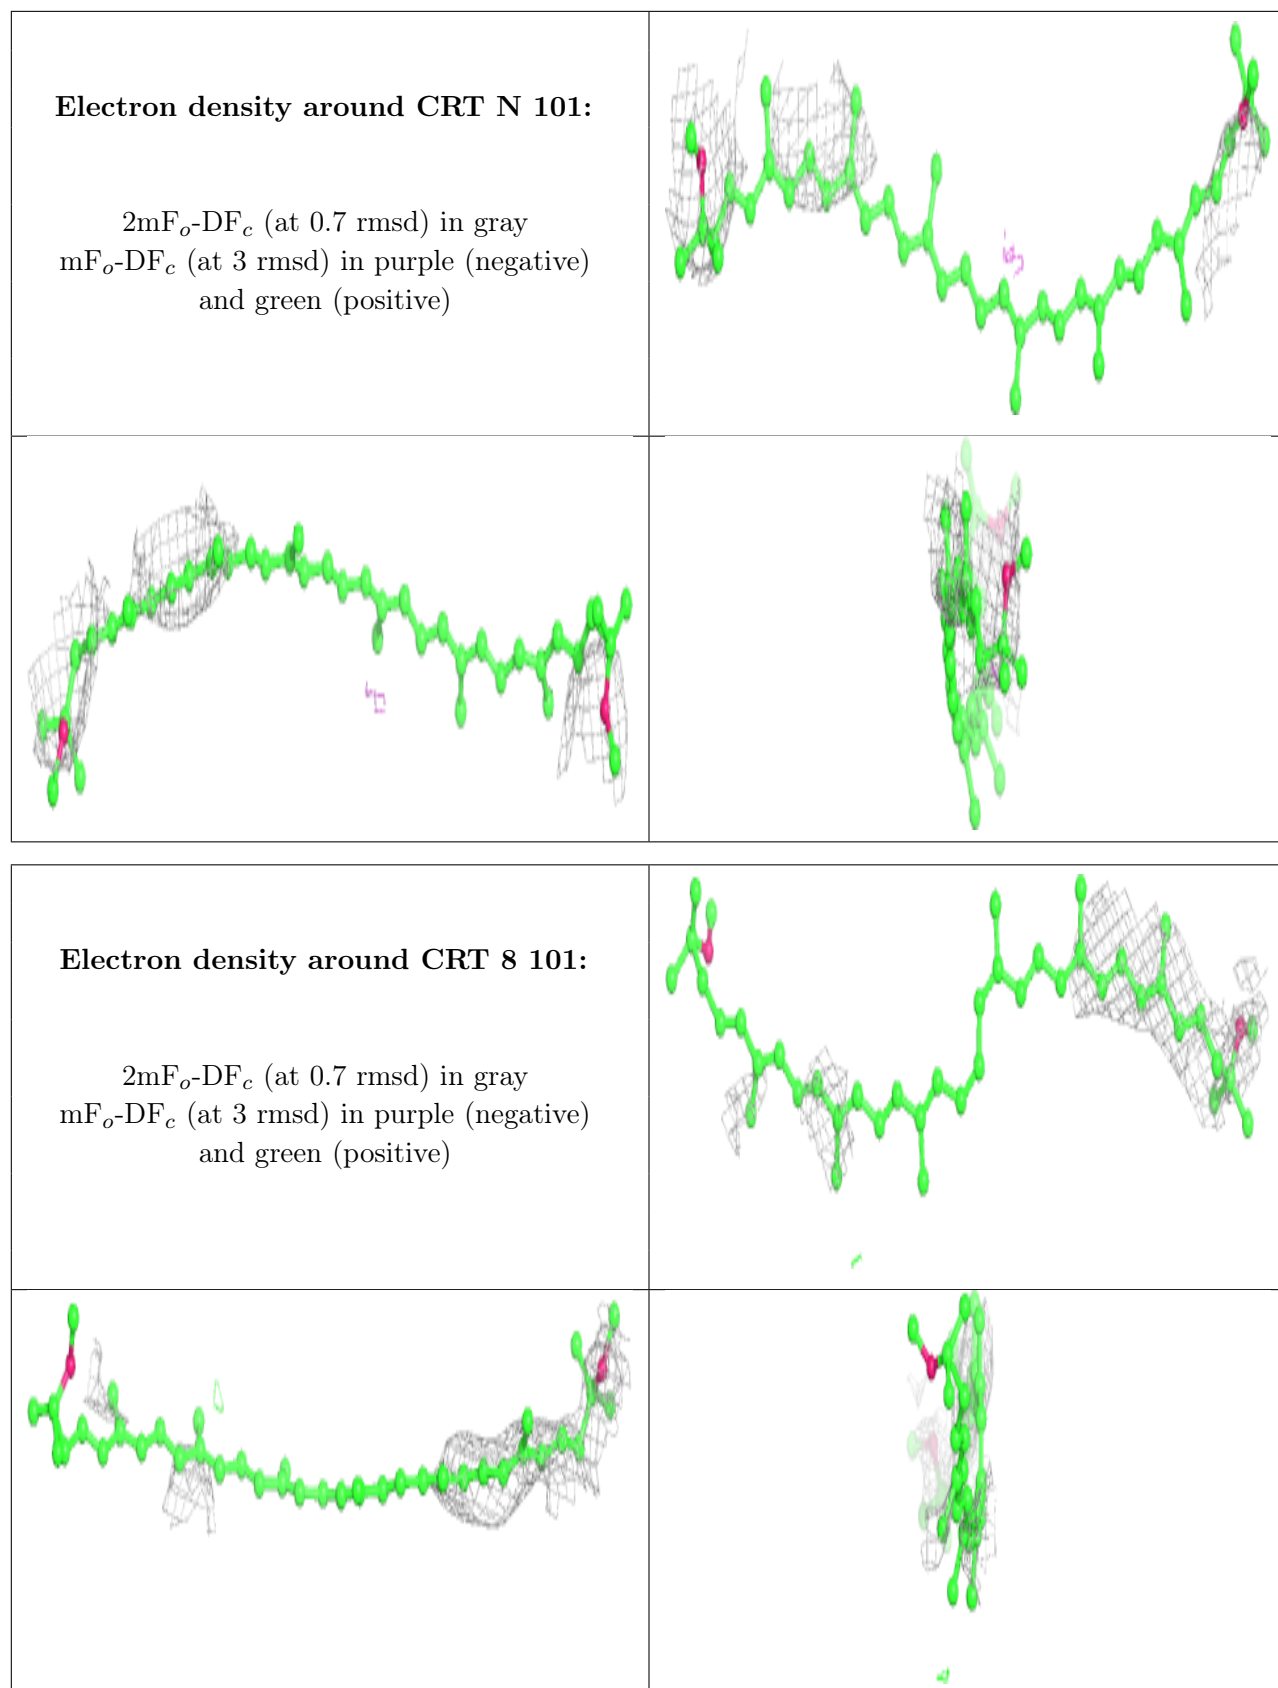 Electron density around CRT N 101:
2mFo-DFc (at 0.7 rmsd) in gray
mFo-DFc (at 3 rmsd) in purple (negative)
and green (positive)
Electron density around CRT 8 101:
2mFo-DFc (at 0.7 rmsd) in gray
mFo-DFc (at 3 rmsd) in purple (negative)
and green (positive)